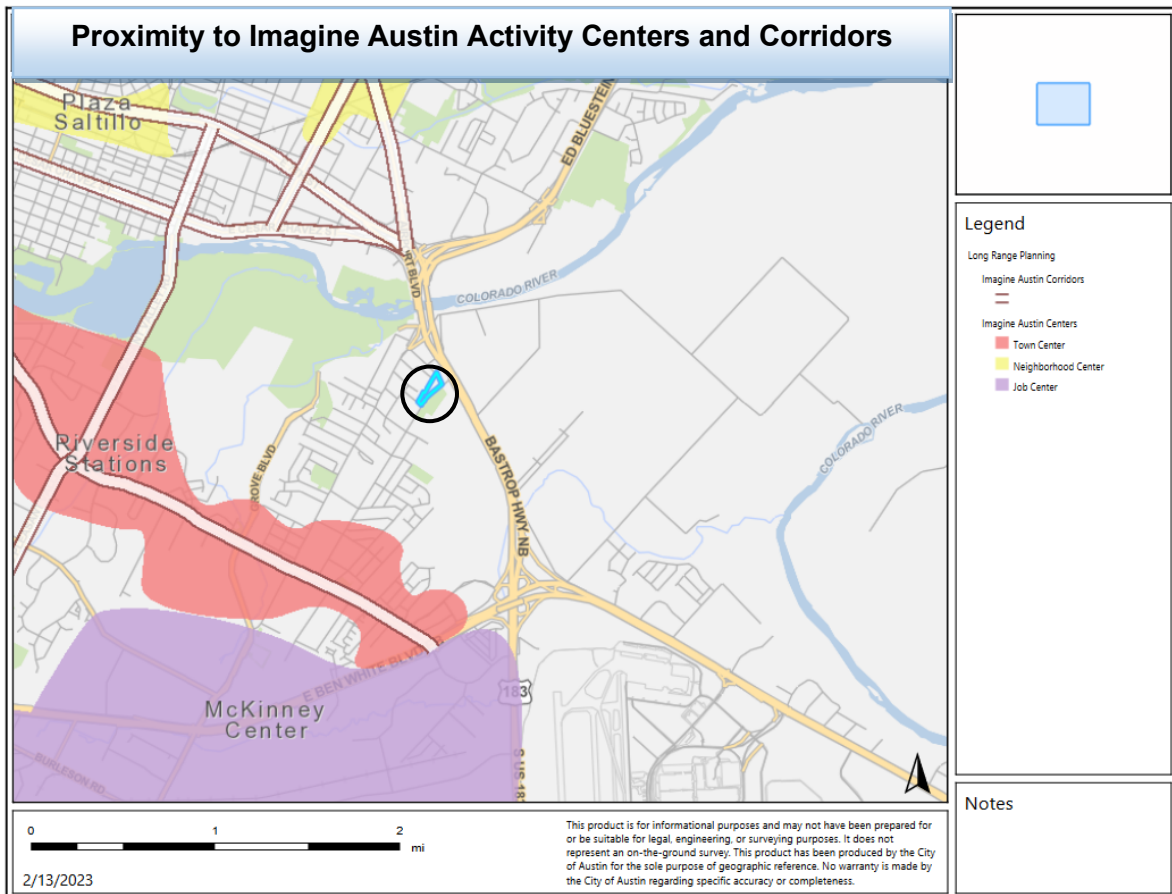 Proximity to Imagine Austin Activity Centers and Corridors
Plaza
Saltillo
ED BLUESTEIN
E CESAR CHAVEZ ST
RT BLVD
COLORADO RIVER
COLORADO RIVER
Riverside
Stations
GROVE BLVD
BASTROP HWY NB
E BEN WHITE BLVD
McKinney
Center
183
BURLESON RD
S US 183
Legend
Long Range Planning
Imagine Austin Corridors
Imagine Austin Centers
Town Center
Neighborhood Center
Job Center
Notes
0 1 2
mi
2/13/2023
This product is for informational purposes and may not have been prepared for
or be suitable for legal, engineering, or surveying purposes. It does not
represent an on-the-ground survey. This product has been produced by the City
of Austin for the sole purpose of geographic reference. No warranty is made by
the City of Austin regarding specific accuracy or completeness.